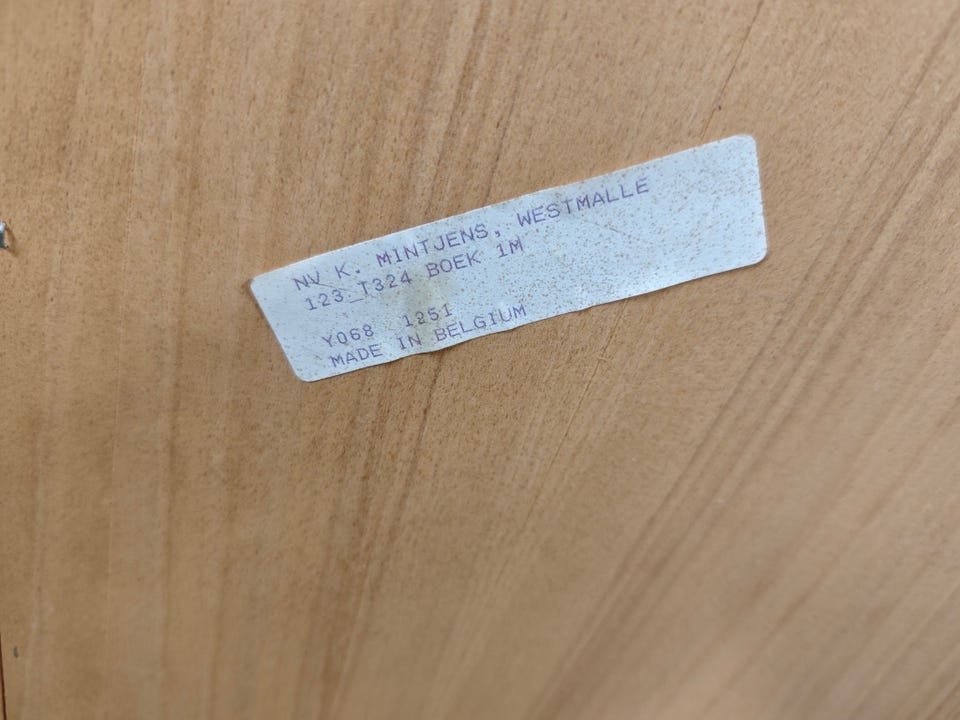 NV K. MINTJENS, WESTMALLE
123_T324 BOEK 1M
Y068 1251
MADE IN BELGIUM